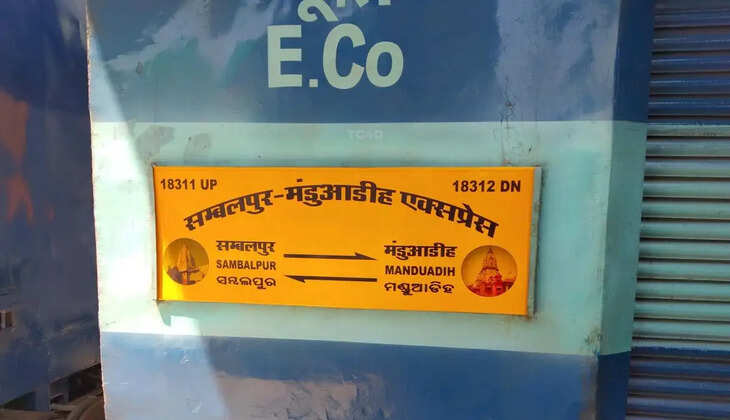 E.Co
TC4D
18311 UP
18312 DN
सम्बलपुर-मंडुआडीह एक्सप्रेस
सम्बलपुर
मंडुआडीह
SAMBALPUR
MANDUADIH
ସମ୍ବଲପୁର
ମଣ୍ଡୁଆଡିହ